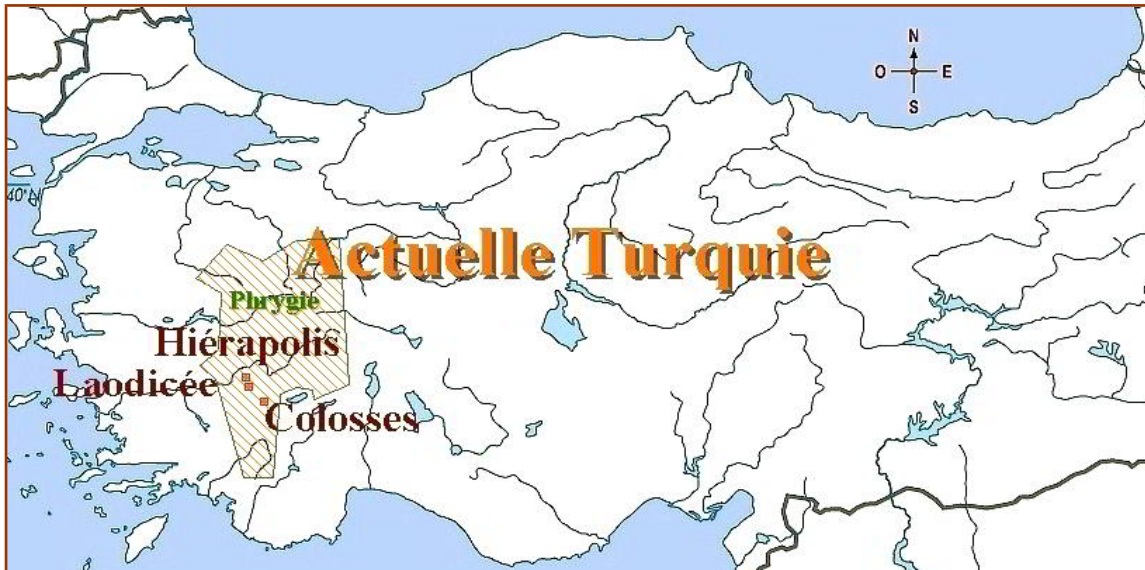 N
O E
S
40°
Actuelle Turquie
Phrygie
Hiérapolis
Laodicée
Colosses